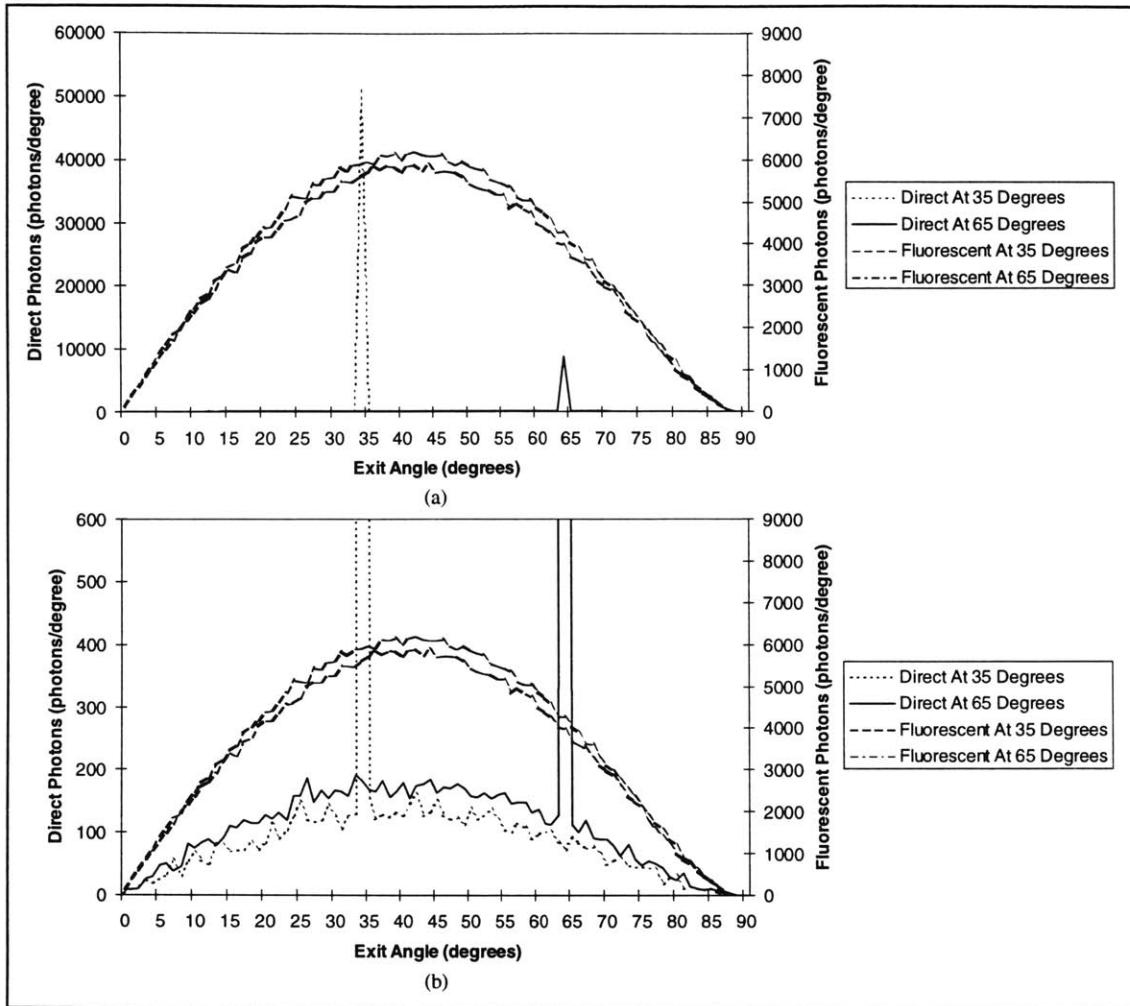 60000
50000
40000
30000
20000
10000
0
Direct Photons (photons/degree)
9000
8000
7000
6000
5000
4000
3000
2000
1000
0
Fluorescent Photons (photons/degree)
0 5 10 15 20 25 30 35 40 45 50 55 60 65 70 75 80 85 90
Exit Angle (degrees)
Direct At 35 Degrees
Direct At 65 Degrees
Fluorescent At 35 Degrees
Fluorescent At 65 Degrees
(a)
600
500
400
300
200
100
0
Direct Photons (photons/degree)
9000
8000
7000
6000
5000
4000
3000
2000
1000
0
Fluorescent Photons (photons/degree)
0 5 10 15 20 25 30 35 40 45 50 55 60 65 70 75 80 85 90
Exit Angle (degrees)
Direct At 35 Degrees
Direct At 65 Degrees
Fluorescent At 35 Degrees
Fluorescent At 65 Degrees
(b)